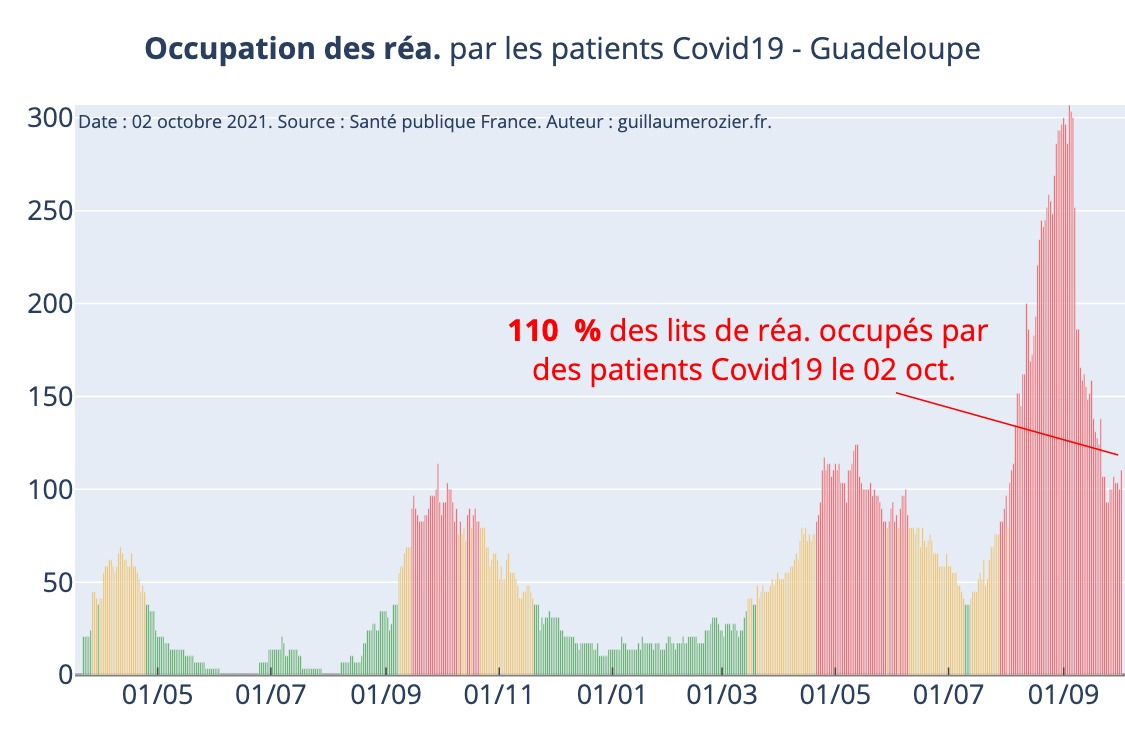 Occupation des réa. par les patients Covid19 - Guadeloupe
300
Date : 02 octobre 2021. Source : Santé publique France. Auteur : guillaumerozier.fr.
250
200
110 % des lits de réa. occupés par
des patients Covid19 le 02 oct.
150
100
50
0
01/05 01/07 01/09 01/11 01/01 01/03 01/05 01/07 01/09